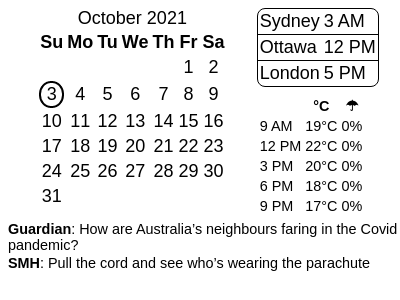 October 2021
Su Mo Tu We Th Fr Sa
1 2
3 4 5 6 7 8 9
10 11 12 13 14 15 16
17 18 19 20 21 22 23
24 25 26 27 28 29 30
31
Sydney 3 AM
Ottawa 12 PM
London 5 PM
°C ☂
9 AM 19°C 0%
12 PM 22°C 0%
3 PM 20°C 0%
6 PM 18°C 0%
9 PM 17°C 0%
Guardian: How are Australia’s neighbours faring in the Covid
pandemic?
SMH: Pull the cord and see who’s wearing the parachute